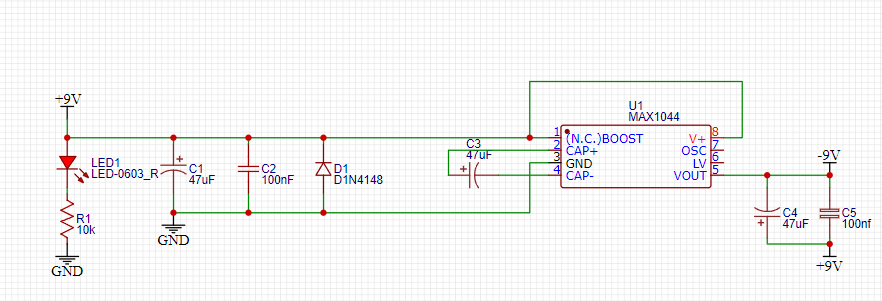 +9V
LED1
LED-0603_R
R1
10k
GND
C1
47uF
GND
C2
100nF
D1
D1N4148
C3
47uF
U1
MAX1044
1
2
3
4
(N.C.)BOOST
CAP+
GND
CAP-
V+
OSC
LV
VOUT
8
7
6
5
-9V
C4
47uF
C5
100nf
+9V